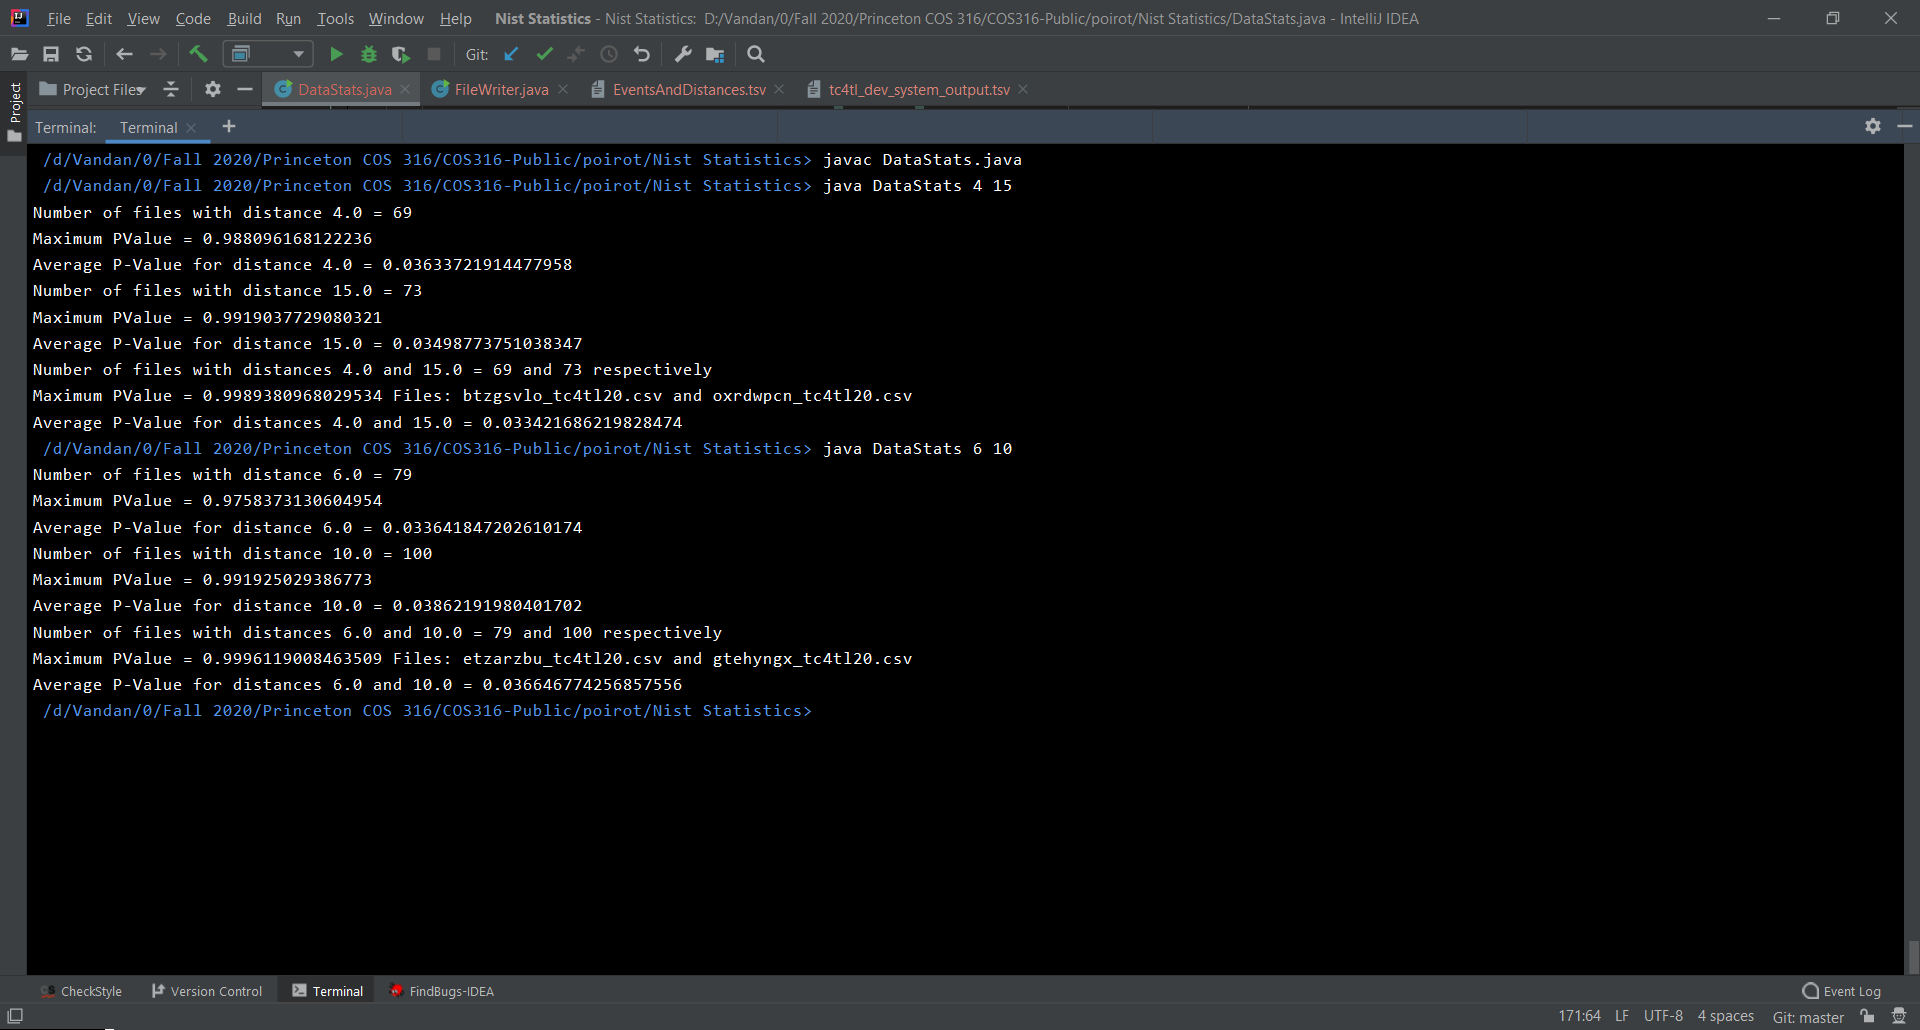 File Edit View Code Build Run Tools Window Help Nist Statistics - Nist Statistics: D:/Vandan/0/Fall 2020/Princeton COS 316/COS316-Public/poirot/Nist Statistics/DataStats.java - IntelliJ IDEA
Git:
Project
Project Files DataStats.java FileWriter.java EventsAndDistances.tsv tc4tl_dev_system_output.tsv
Terminal: Terminal +
/d/Vandan/0/Fall 2020/Princeton COS 316/COS316-Public/poirot/Nist Statistics> javac DataStats.java
/d/Vandan/0/Fall 2020/Princeton COS 316/COS316-Public/poirot/Nist Statistics> java DataStats 4 15
Number of files with distance 4.0 = 69
Maximum PValue = 0.988096168122236
Average P-Value for distance 4.0 = 0.03633721914477958
Number of files with distance 15.0 = 73
Maximum PValue = 0.9919037729080321
Average P-Value for distance 15.0 = 0.03498773751038347
Number of files with distances 4.0 and 15.0 = 69 and 73 respectively
Maximum PValue = 0.9989380968029534 Files: btzgsvlo_tc4tl20.csv and oxrdwpcn_tc4tl20.csv
Average P-Value for distances 4.0 and 15.0 = 0.033421686219828474
/d/Vandan/0/Fall 2020/Princeton COS 316/COS316-Public/poirot/Nist Statistics> java DataStats 6 10
Number of files with distance 6.0 = 79
Maximum PValue = 0.9758373130604954
Average P-Value for distance 6.0 = 0.033641847202610174
Number of files with distance 10.0 = 100
Maximum PValue = 0.991925029386773
Average P-Value for distance 10.0 = 0.03862191980401702
Number of files with distances 6.0 and 10.0 = 79 and 100 respectively
Maximum PValue = 0.9996119008463509 Files: etzarzbu_tc4tl20.csv and gtehyngx_tc4tl20.csv
Average P-Value for distances 6.0 and 10.0 = 0.036646774256857556
/d/Vandan/0/Fall 2020/Princeton COS 316/COS316-Public/poirot/Nist Statistics>
CheckStyle Version Control Terminal FindBugs-IDEA Event Log
171:64 LF UTF-8 4 spaces Git: master